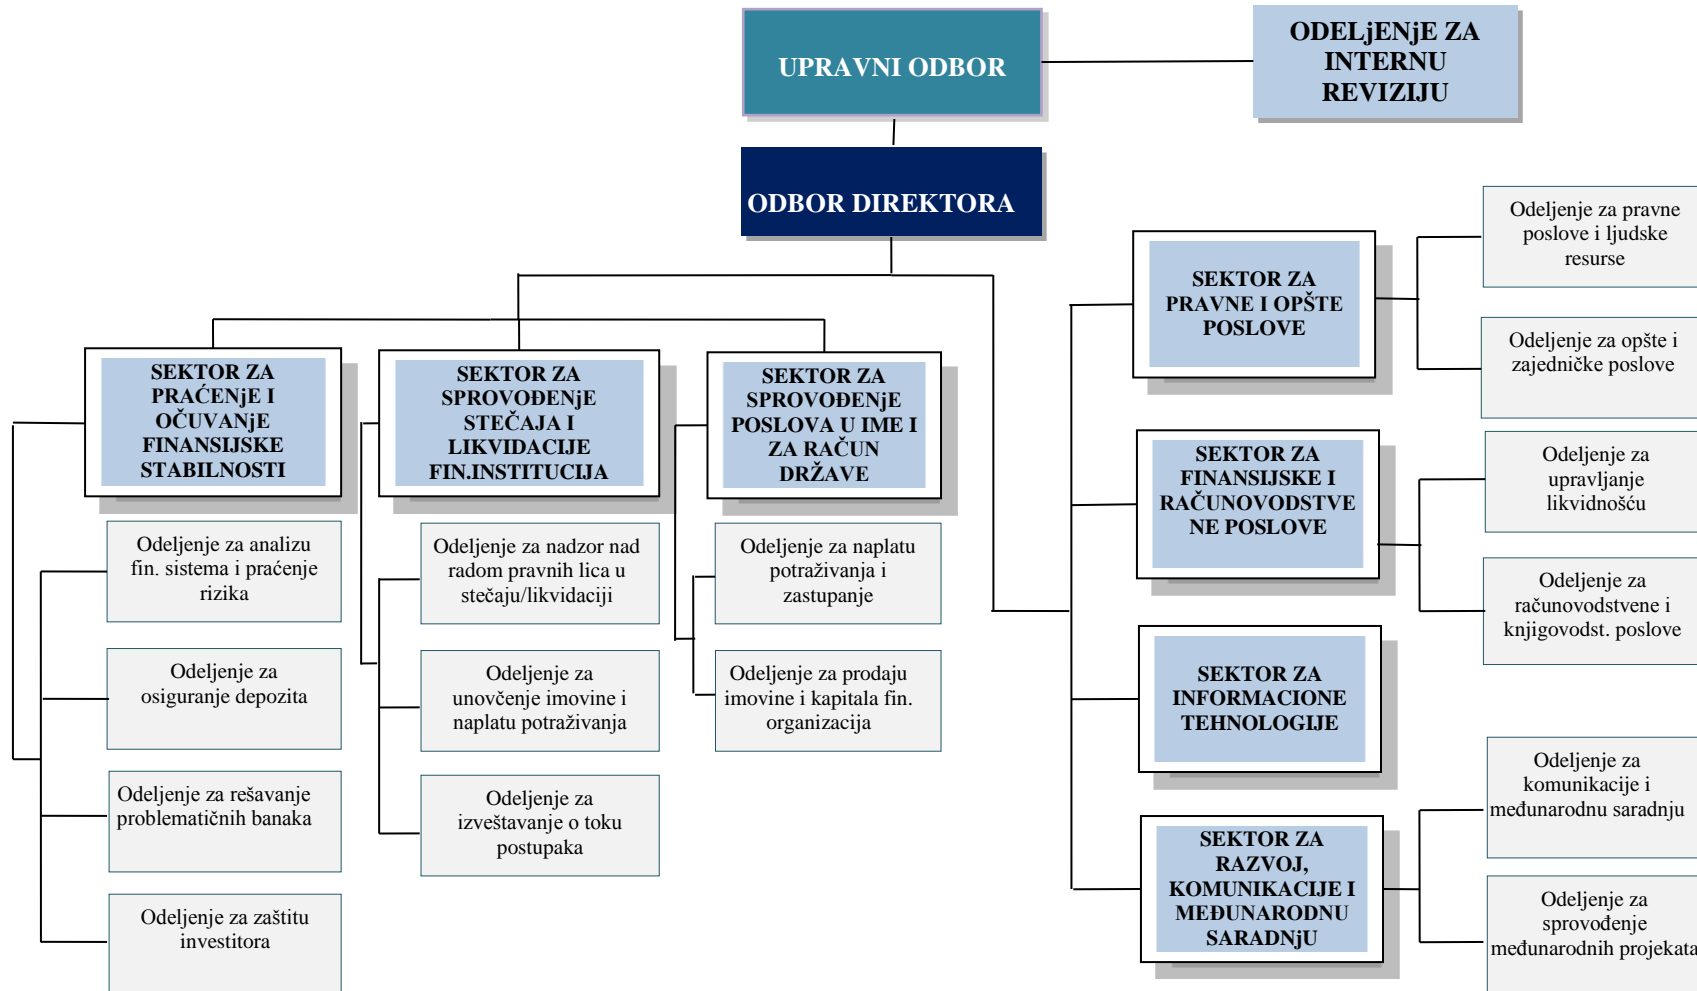 UPRAVNI ODBOR
ODELjENjE ZA
INTERNU
REVIZIJU
ODBOR DIREKTORA
SEKTOR ZA
PRAĆENjE I
OČUVANjE
FINANSIJSKE
STABILNOSTI
Odeljenje za analizu
fin. sistema i praćenje
rizika
Odeljenje za
osiguranje depozita
Odeljenje za rešavanje
problematičnih banaka
Odeljenje za zaštitu
investitora
SEKTOR ZA
SPROVOĐENjE
STEČAJA I
LIKVIDACIJE
FIN.INSTITUCIJA
Odeljenje za nadzor nad
radom pravnih lica u
stečaju/likvidaciji
Odeljenje za
unovčenje imovine i
naplatu potraživanja
Odeljenje za
izveštavanje o toku
postupaka
SEKTOR ZA
SPROVOĐENjE
POSLOVA U IME I
ZA RAČUN
DRŽAVE
Odeljenje za naplatu
potraživanja i
zastupanje
Odeljenje za prodaju
imovine i kapitala fin.
organizacija
SEKTOR ZA
PRAVNE I OPŠTE
POSLOVE
Odeljenje za pravne
poslove i ljudske
resurse
Odeljenje za opšte i
zajedničke poslove
SEKTOR ZA
FINANSIJSKE I
RAČUNOVODSTVE
NE POSLOVE
Odeljenje za
upravljanje
likvidnošću
Odeljenje za
računovodstvene i
knjigovodst. poslove
SEKTOR ZA
INFORMACIONE
TEHNOLOGIJE
SEKTOR ZA
RAZVOJ,
KOMUNIKACIJE I
MEĐUNARODNU
SARADNjU
Odeljenje za
komunikacije i
međunarodnu saradnju
Odeljenje za
sprovođenje
međunarodnih projekata